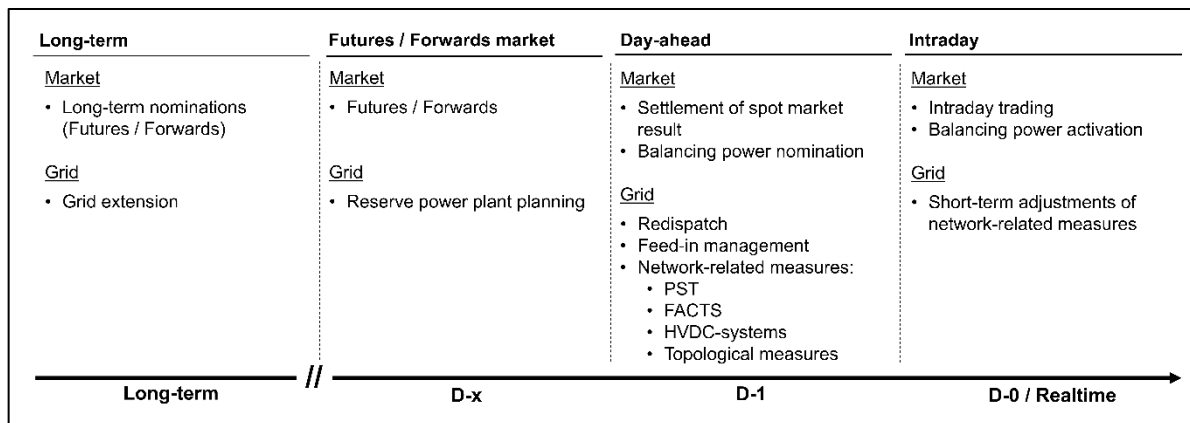 Long-term
Market
• Long-term nominations
(Futures / Forwards)
Grid
• Grid extension
Futures / Forwards market
Market
• Futures / Forwards
Grid
• Reserve power plant planning
Day-ahead
Market
• Settlement of spot market
result
• Balancing power nomination
Grid
• Redispatch
• Feed-in management
• Network-related measures:
• PST
• FACTS
• HVDC-systems
• Topological measures
Intraday
Market
• Intraday trading
• Balancing power activation
Grid
• Short-term adjustments of
network-related measures
Long-term
//
D-x
D-1
D-0 / Realtime